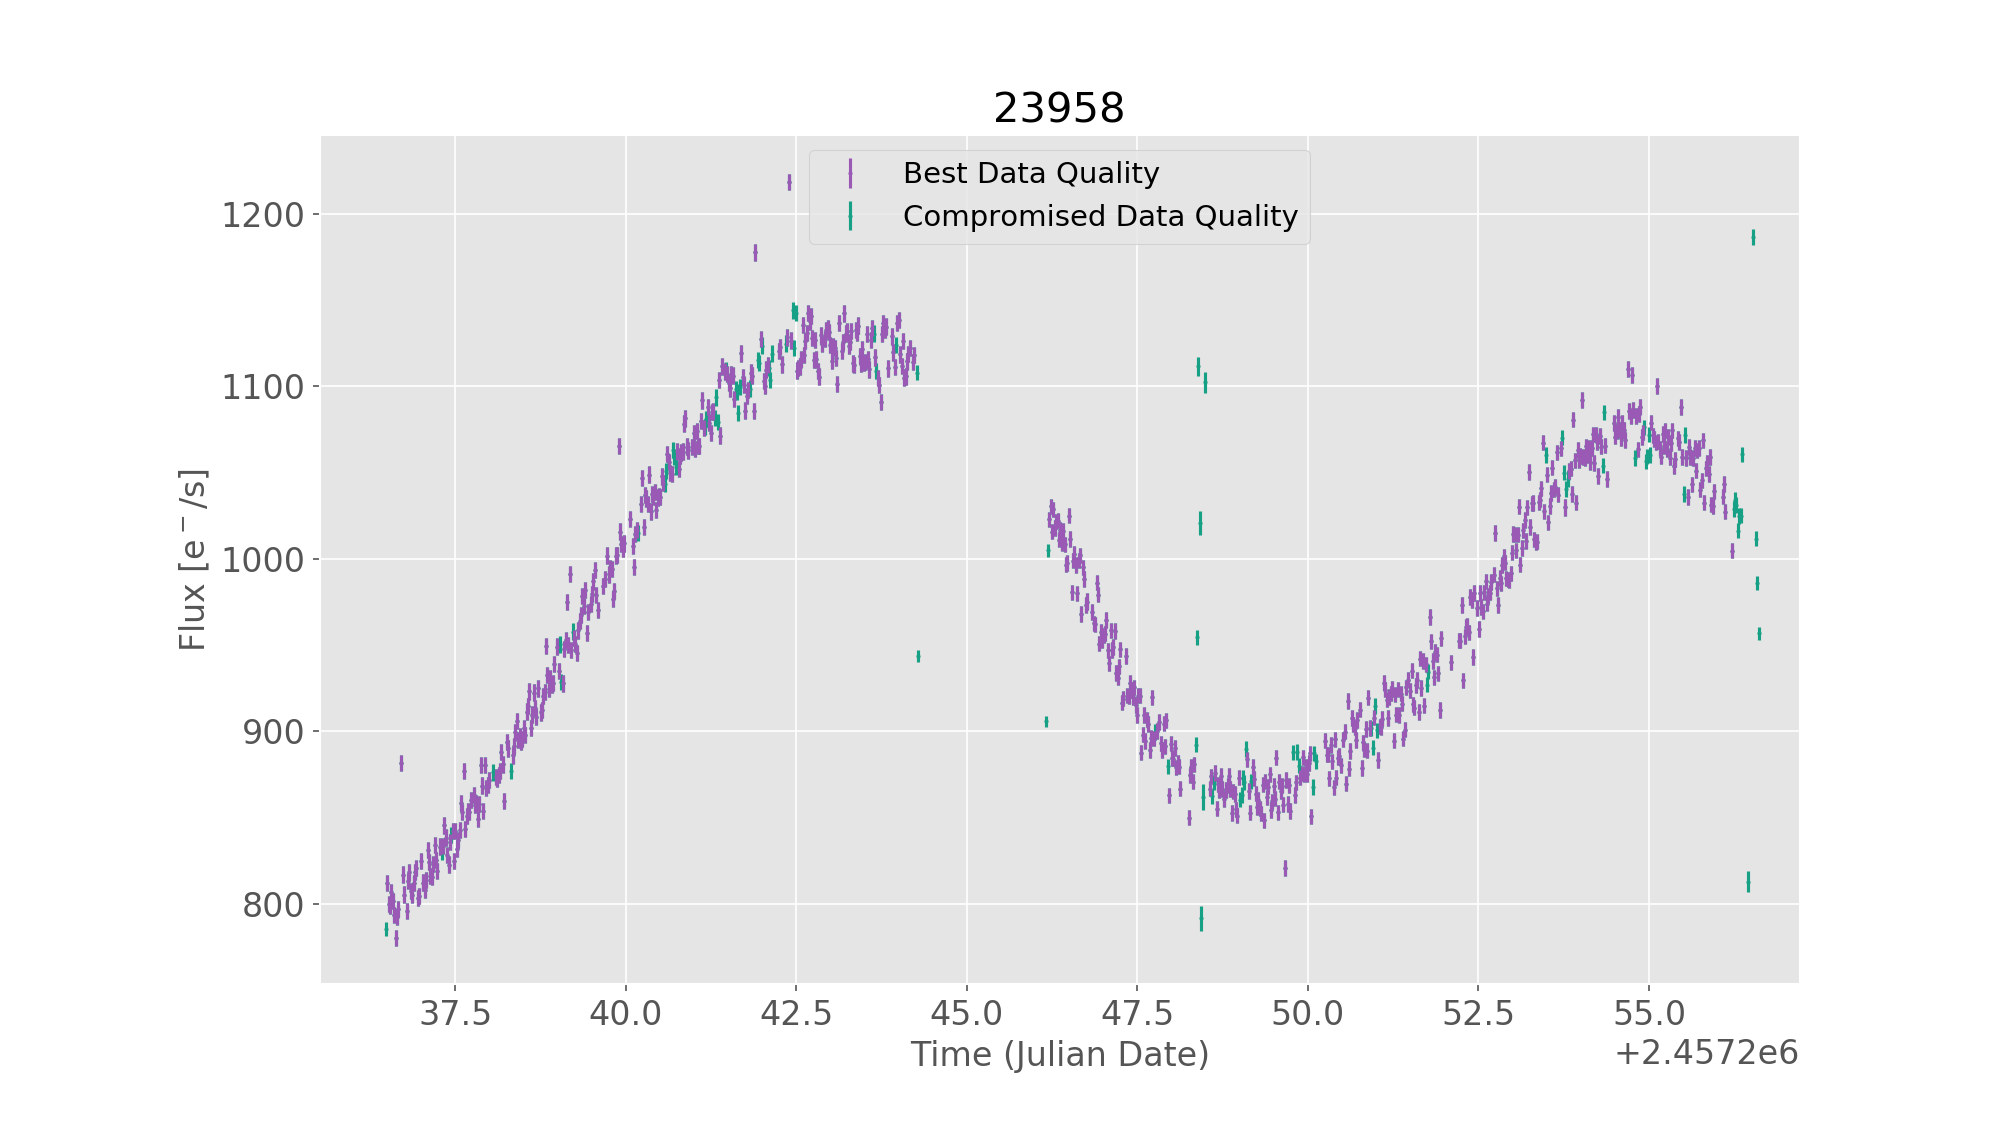 23958
Best Data Quality
Compromised Data Quality
Flux [e⁻/s]
1200
1100
1000
900
800
37.5 40.0 42.5 45.0 47.5 50.0 52.5 55.0
Time (Julian Date)
+2.4572e6